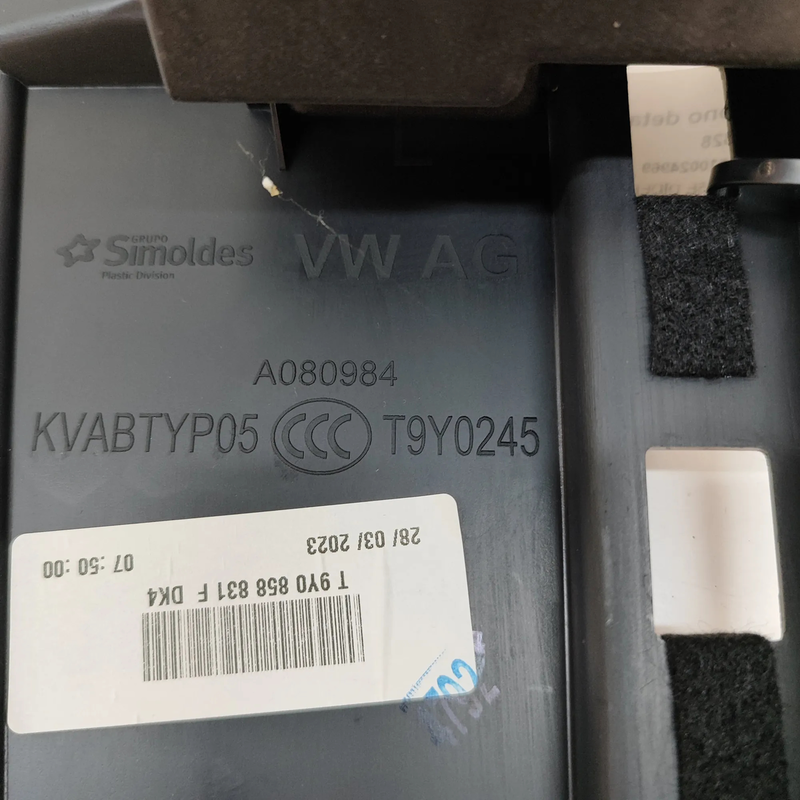 GRUPO
Simoldes
Plastic Division
VW AG
A080984
KVABTYP05 CCC T9Y0245
28/ 03/ 2023
07 :50 :00
T 9Y0 858 831 F DK4